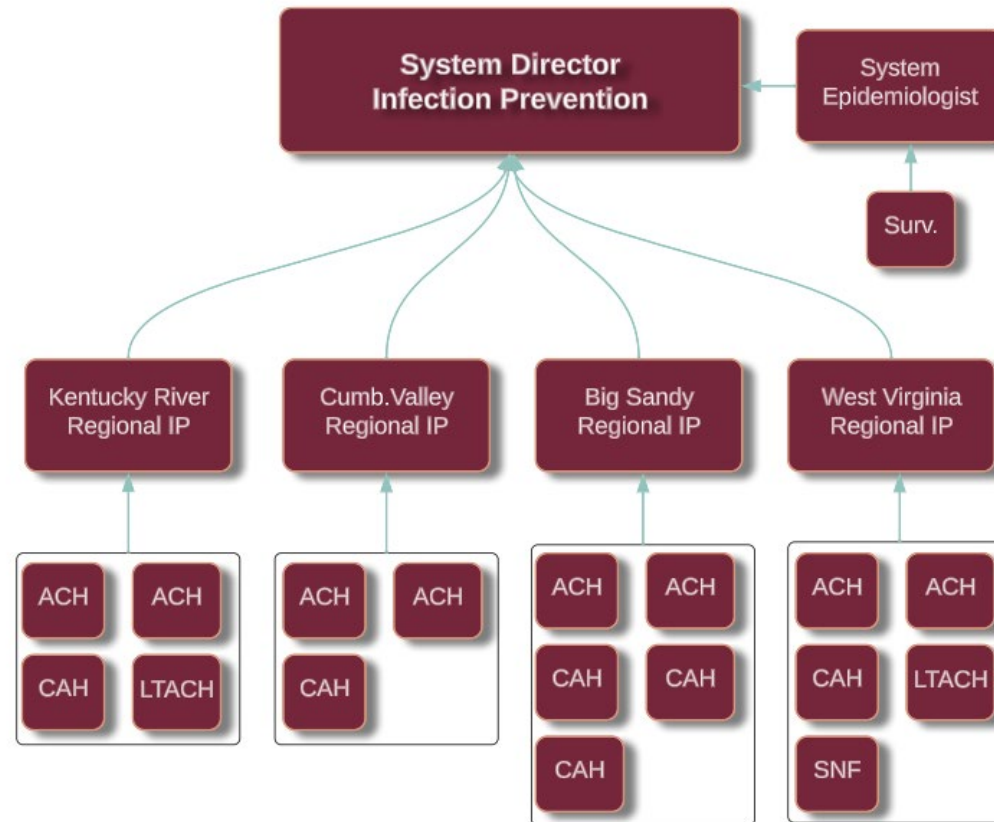 System Director
Infection Prevention
System
Epidemiologist
Surv.
Kentucky River
Regional IP
Cumb.Valley
Regional IP
Big Sandy
Regional IP
West Virginia
Regional IP
ACH
ACH
CAH
LTACH
ACH
ACH
CAH
ACH
ACH
CAH
CAH
CAH
ACH
ACH
CAH
LTACH
SNF